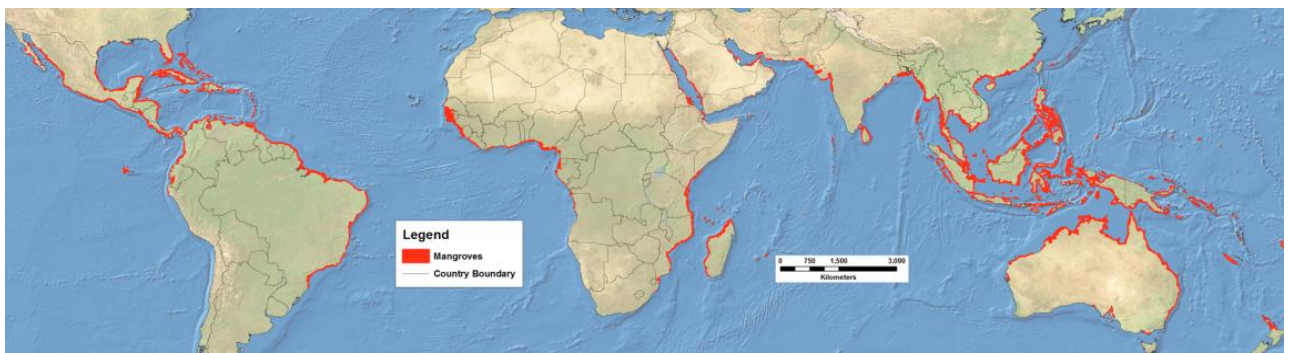 Legend
Mangroves
Country Boundary
0 750 1,500 3,000
Kilometers